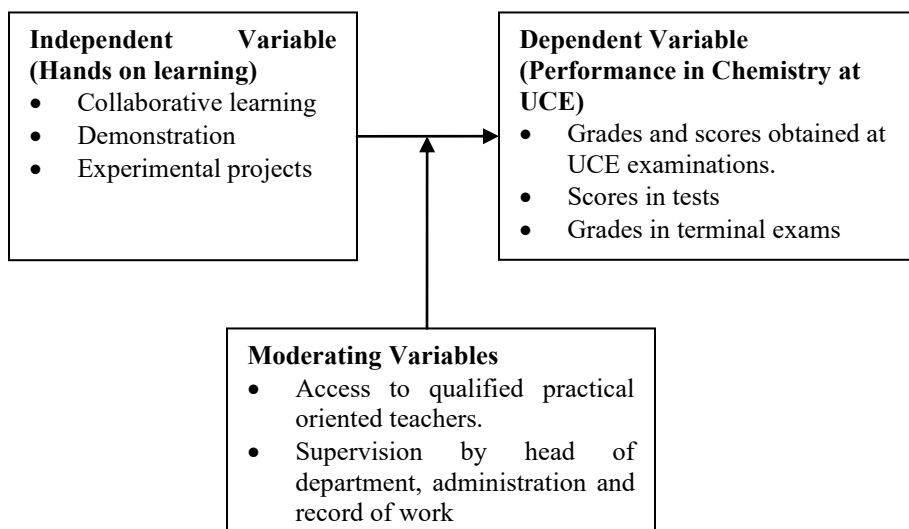 Independent Variable
(Hands on learning)
• Collaborative learning
• Demonstration
• Experimental projects
Dependent Variable
(Performance in Chemistry at
UCE)
• Grades and scores obtained at
UCE examinations.
• Scores in tests
• Grades in terminal exams
Moderating Variables
• Access to qualified practical
oriented teachers.
• Supervision by head of
department, administration and
record of work